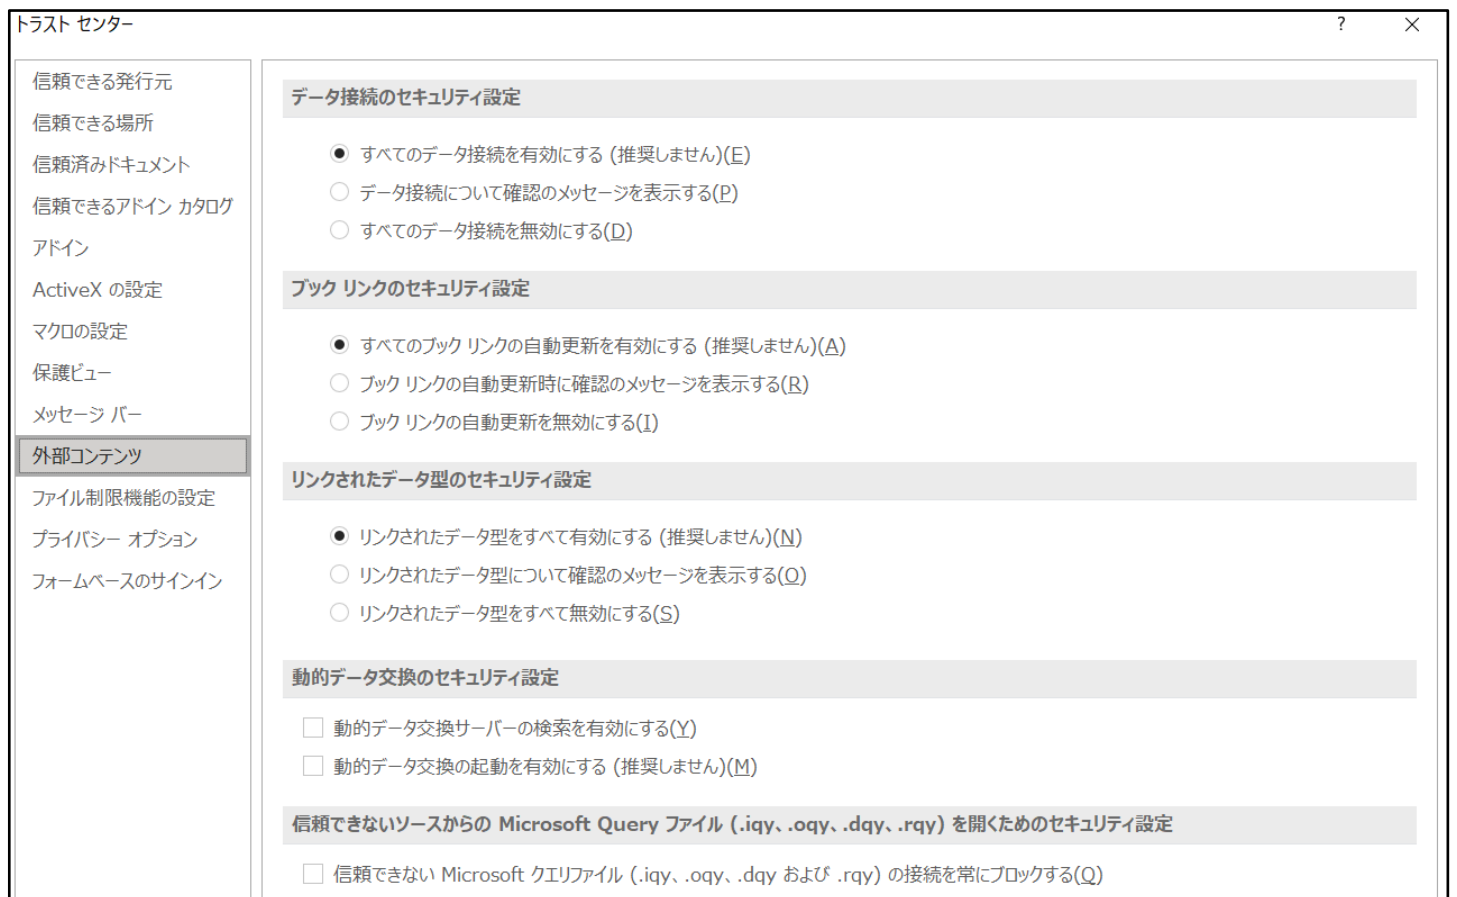 トラスト センター
?
信頼できる発行元
信頼できる場所
信頼済みドキュメント
信頼できるアドイン カタログ
アドイン
ActiveX の設定
マクロの設定
保護ビュー
メッセージ バー
外部コンテンツ
ファイル制限機能の設定
プライバシー オプション
フォームベースのサインイン
データ接続のセキュリティ設定
すべてのデータ接続を有効にする (推奨しません)(E)
データ接続について確認のメッセージを表示する(P)
すべてのデータ接続を無効にする(D)
ブック リンクのセキュリティ設定
すべてのブック リンクの自動更新を有効にする (推奨しません)(A)
ブック リンクの自動更新時に確認のメッセージを表示する(R)
ブック リンクの自動更新を無効にする(I)
リンクされたデータ型のセキュリティ設定
リンクされたデータ型をすべて有効にする (推奨しません)(N)
リンクされたデータ型について確認のメッセージを表示する(O)
リンクされたデータ型をすべて無効にする(S)
動的データ交換のセキュリティ設定
動的データ交換サーバーの検索を有効にする(Y)
動的データ交換の起動を有効にする (推奨しません)(M)
信頼できないソースからの Microsoft Query ファイル (.iqy、.oqy、.dqy、.rqy) を開くためのセキュリティ設定
信頼できない Microsoft クエリファイル (.iqy、.oqy、.dqy および .rqy) の接続を常にブロックする(Q)